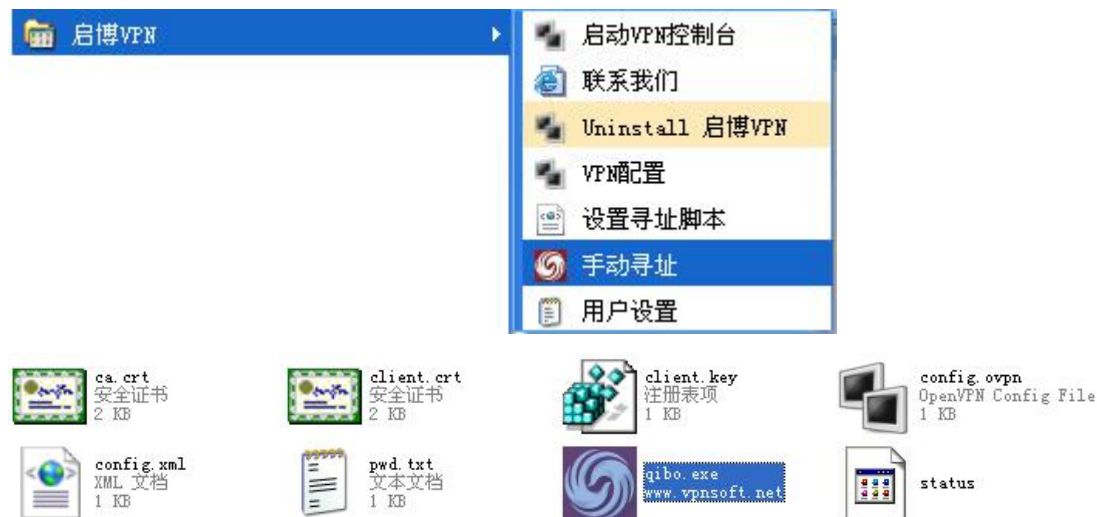 启博VPN
启动VPN控制台
联系我们
Uninstall 启博VPN
VPN配置
设置寻址脚本
手动寻址
用户设置
ca.crt
安全证书
2 KB
client.crt
安全证书
2 KB
client.key
注册表项
1 KB
config.ovpn
OpenVPN Config File
1 KB
config.xml
XML 文档
1 KB
pwd.txt
文本文档
1 KB
qibo.exe
www.vpnsoft.net
status